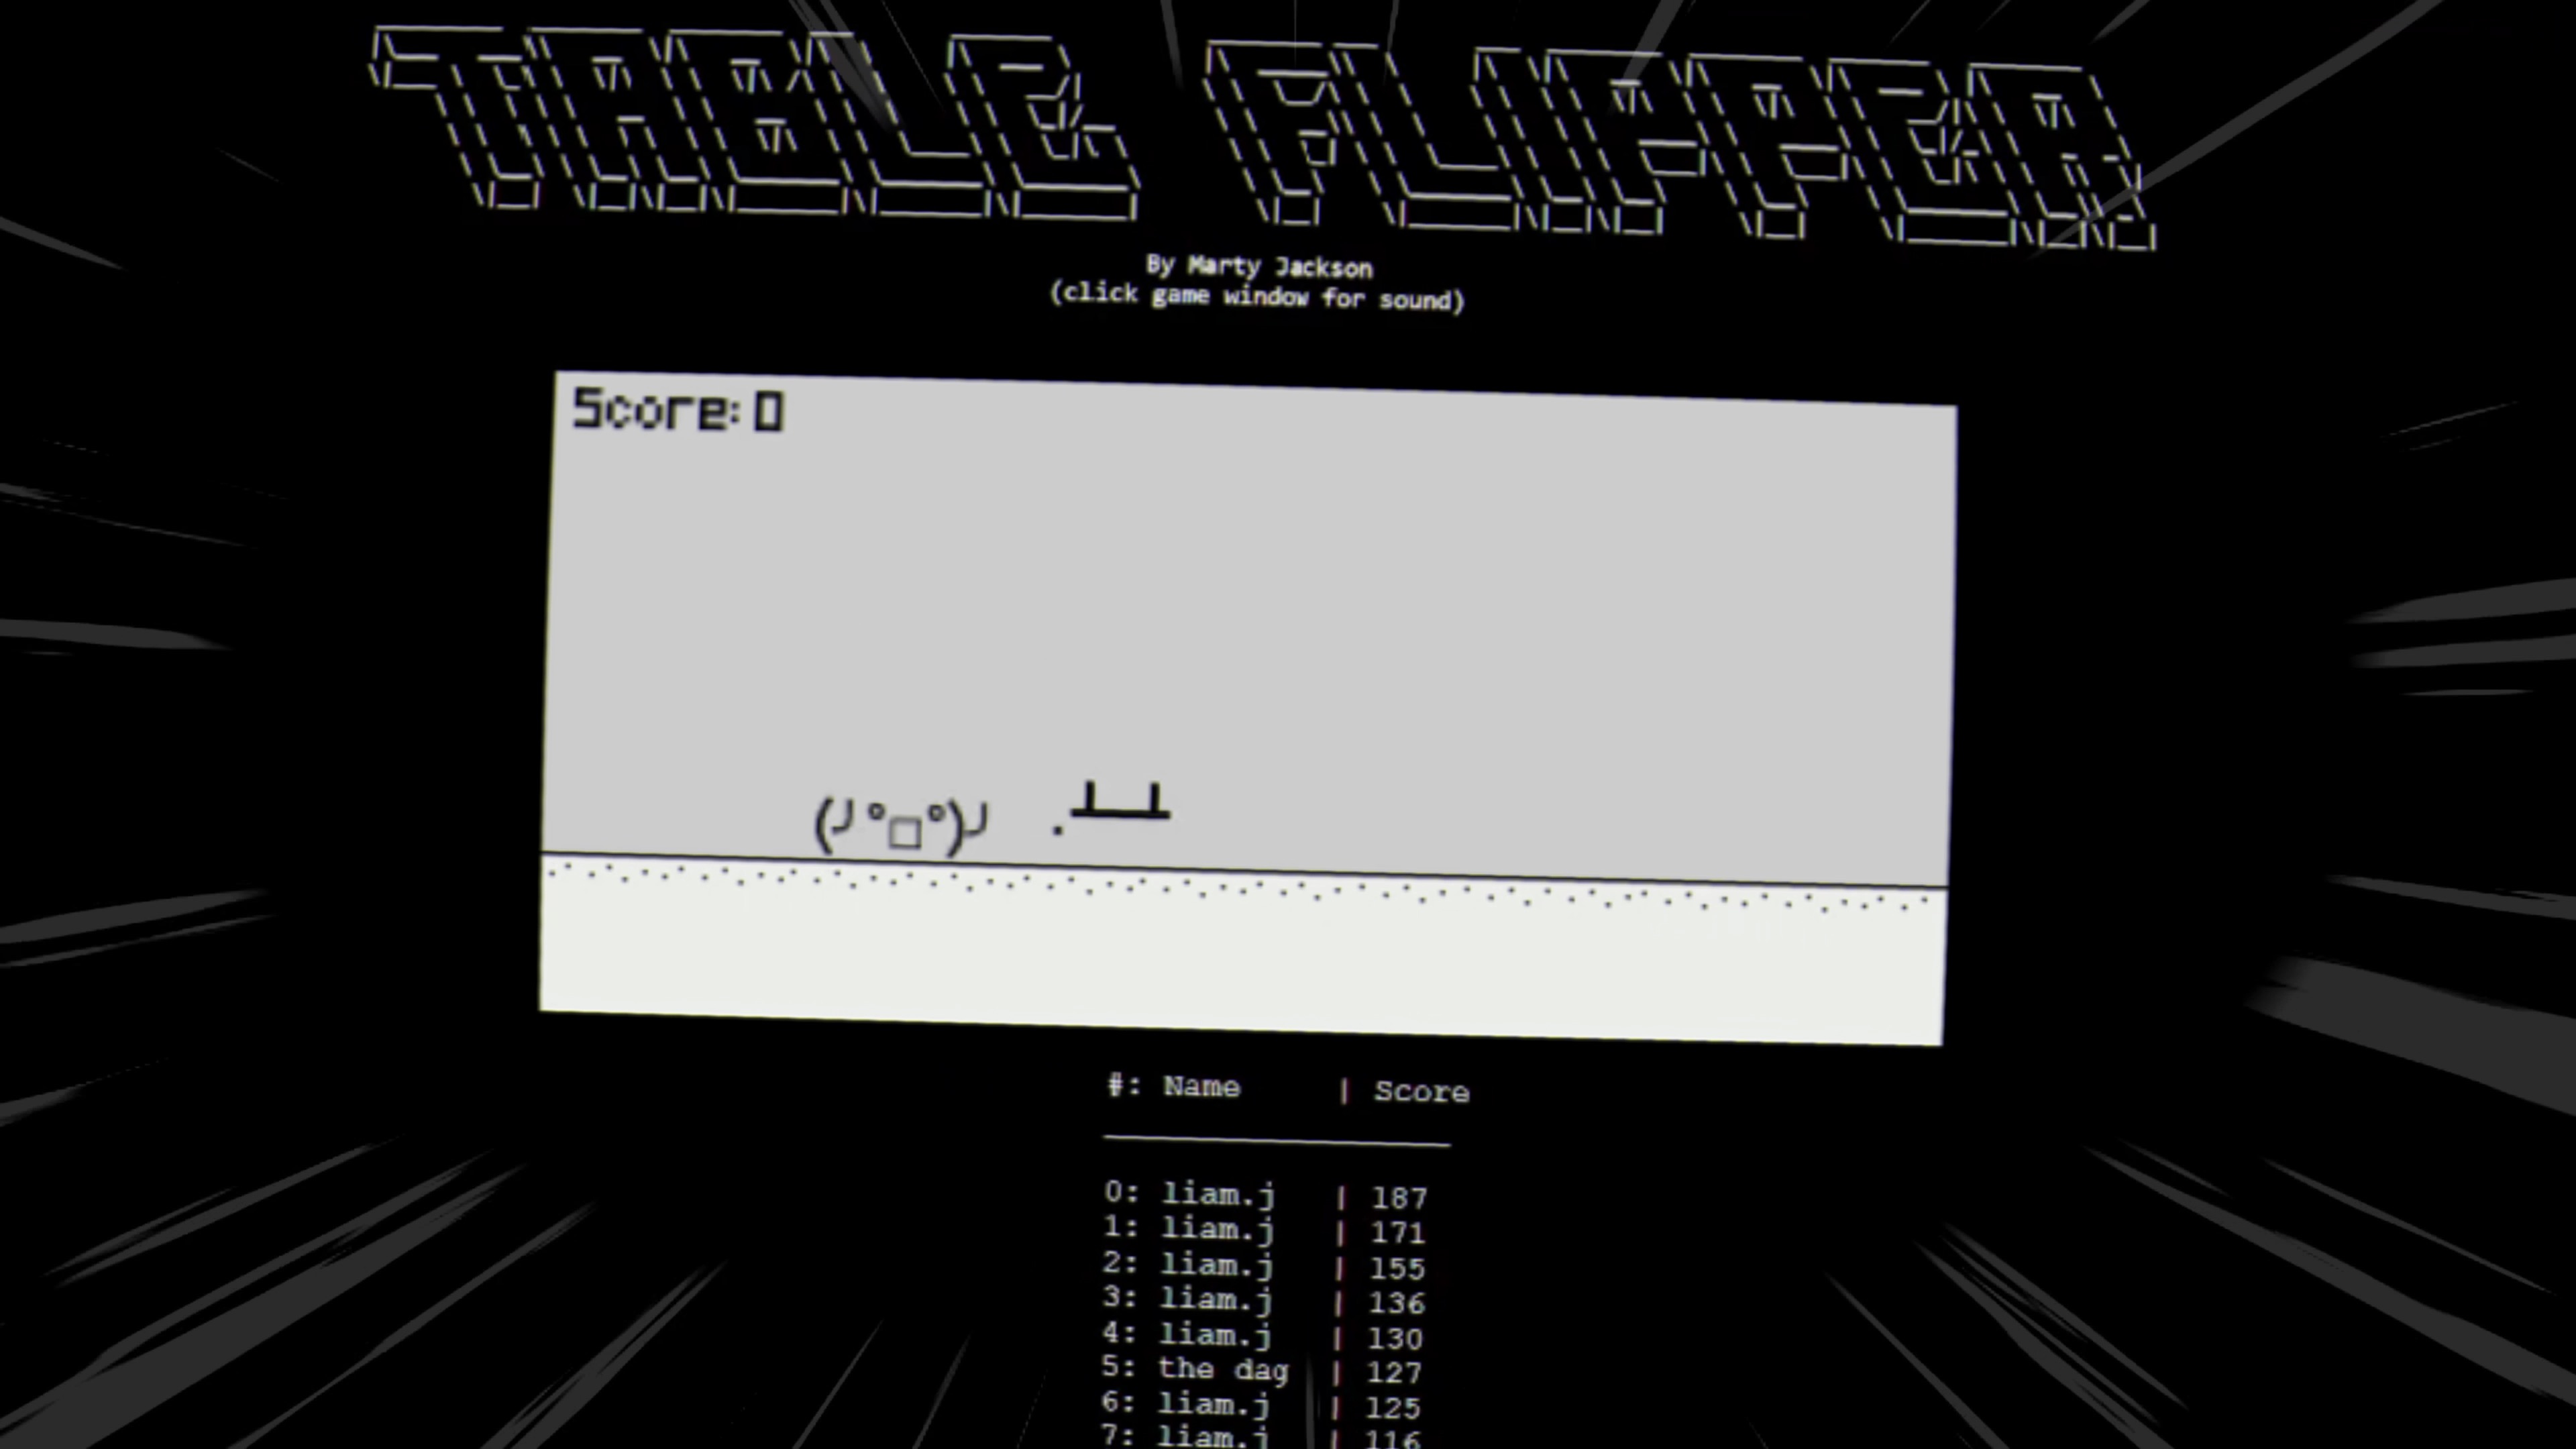 TABLE FLIPPER
By Marty Jackson
(click game window for sound)
Score: 0
(╯°□°)╯
#: Name | Score
0: liam.j | 187
1: liam.j | 171
2: liam.j | 155
3: liam.j | 136
4: liam.j | 130
5: the dag | 127
6: liam.j | 125
7: liam.j | 116